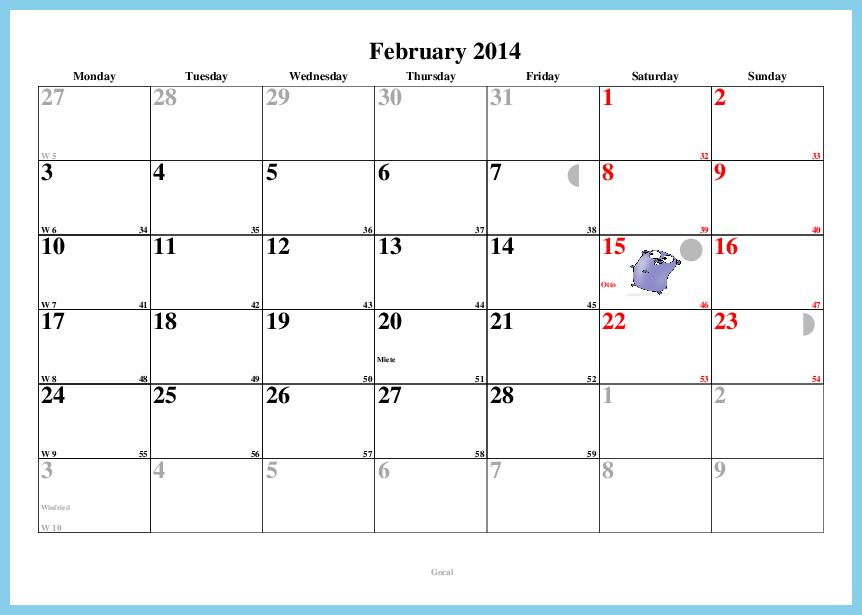 February 2014
Monday Tuesday Wednesday Thursday Friday Saturday Sunday
27 28 29 30 31 1 2
W 5 32 33
3 4 5 6 7 8 9
W 6 34 35 36 37 38 39 40
10 11 12 13 14 15 16
Otto
W 7 41 42 43 44 45 46 47
17 18 19 20 21 22 23
Miete
W 8 48 49 50 51 52 53 54
24 25 26 27 28 1 2
W 9 55 56 57 58 59
3 4 5 6 7 8 9
Winfried
W 10
Gocal